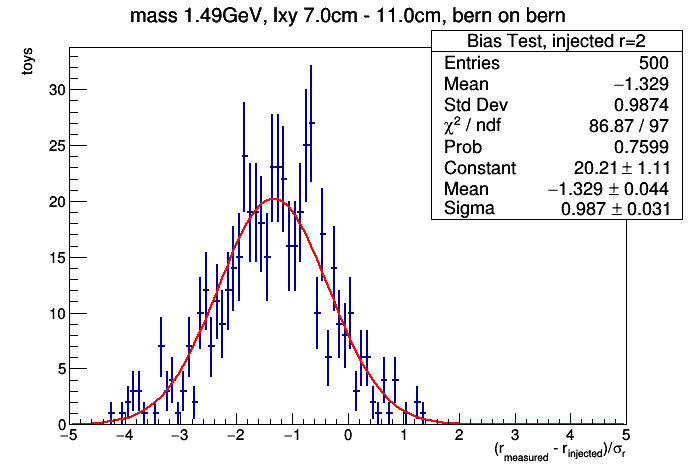 mass 1.49GeV, lxy 7.0cm - 11.0cm, bern on bern
toys
Bias Test, injected r=2
Entries 500
Mean −1.329
Std Dev 0.9874
χ² / ndf 86.87 / 97
Prob 0.7599
Constant 20.21 ± 1.11
Mean −1.329 ± 0.044
Sigma 0.987 ± 0.031
30
25
20
15
10
5
0
−5 −4 −3 −2 −1 0 1 2 3 4 5
(r_measured - r_injected)/σ_r